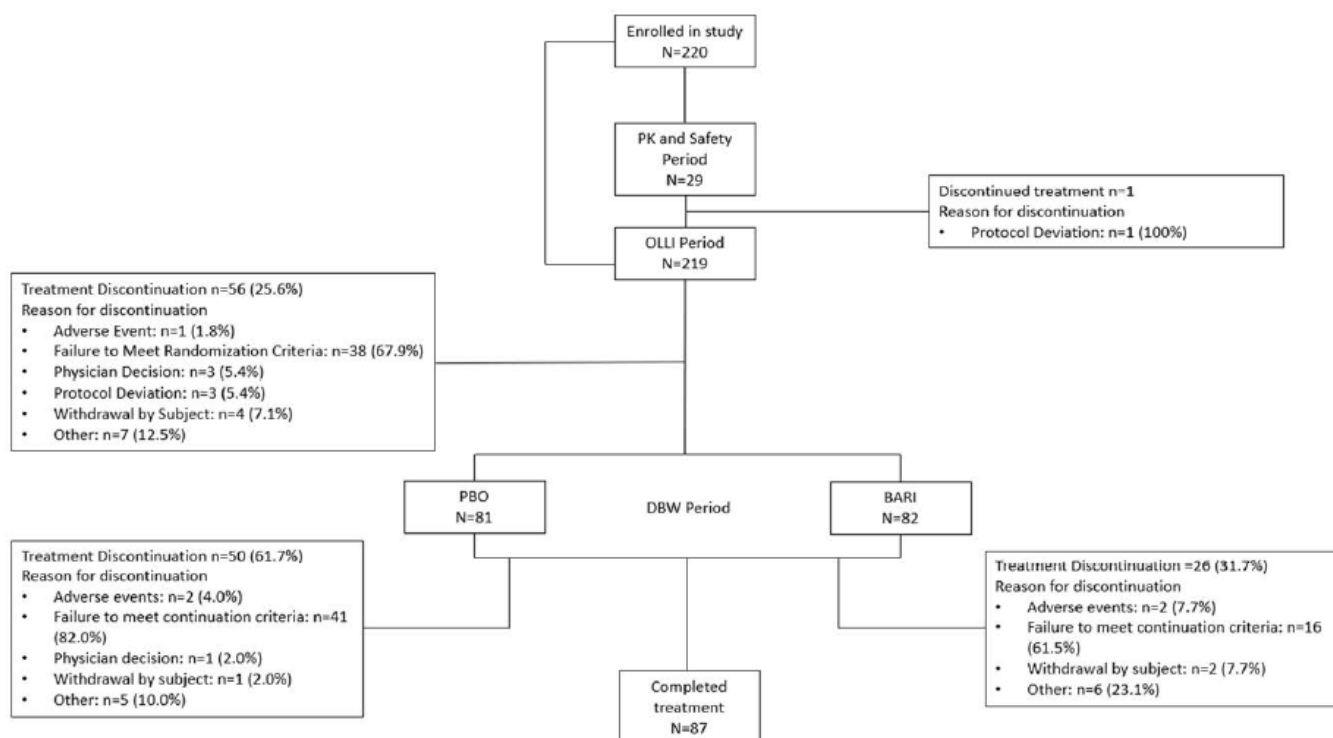 Enrolled in study
N=220
PK and Safety
Period
N=29
Discontinued treatment n=1
Reason for discontinuation
• Protocol Deviation: n=1 (100%)
OLLI Period
N=219
Treatment Discontinuation n=56 (25.6%)
Reason for discontinuation
• Adverse Event: n=1 (1.8%)
• Failure to Meet Randomization Criteria: n=38 (67.9%)
• Physician Decision: n=3 (5.4%)
• Protocol Deviation: n=3 (5.4%)
• Withdrawal by Subject: n=4 (7.1%)
• Other: n=7 (12.5%)
PBO
N=81
DBW Period
BARI
N=82
Treatment Discontinuation n=50 (61.7%)
Reason for discontinuation
• Adverse events: n=2 (4.0%)
• Failure to meet continuation criteria: n=41
(82.0%)
• Physician decision: n=1 (2.0%)
• Withdrawal by subject: n=1 (2.0%)
• Other: n=5 (10.0%)
Treatment Discontinuation =26 (31.7%)
Reason for discontinuation
• Adverse events: n=2 (7.7%)
• Failure to meet continuation criteria: n=16
(61.5%)
• Withdrawal by subject: n=2 (7.7%)
• Other: n=6 (23.1%)
Completed
treatment
N=87